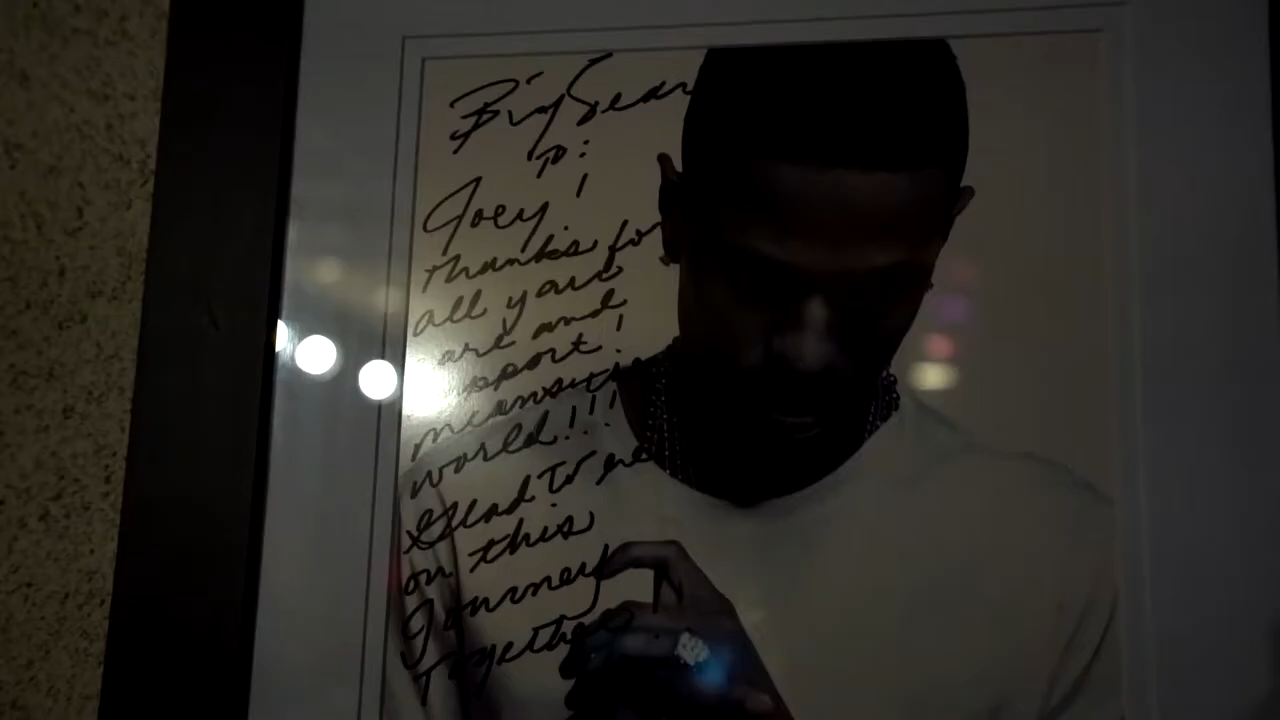 Big Sean
To:
Joey!
Thanks for
all your
care and
support!
means the
world!!!
Glad to be
on this
Journey
Together